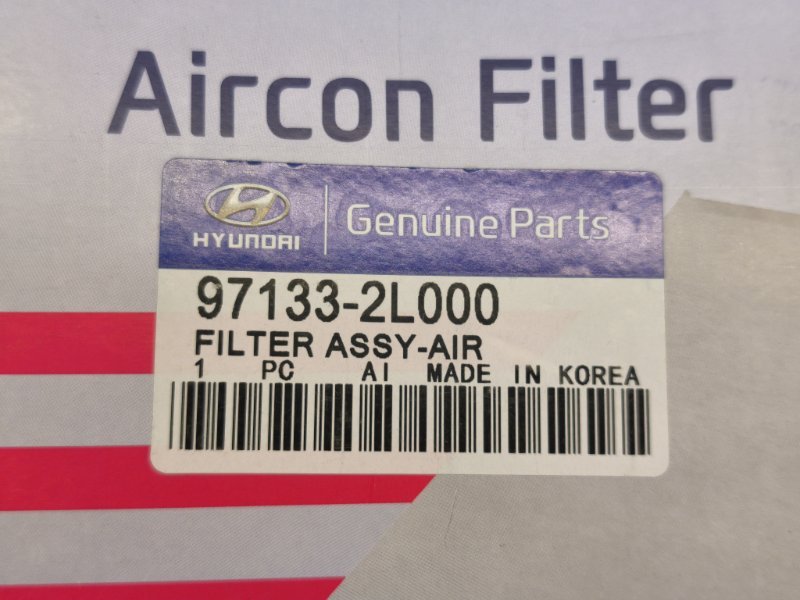 Aircon Filter
HYUNDAI
Genuine Parts
97133-2L000
FILTER ASSY-AIR
1 PC AI MADE IN KOREA